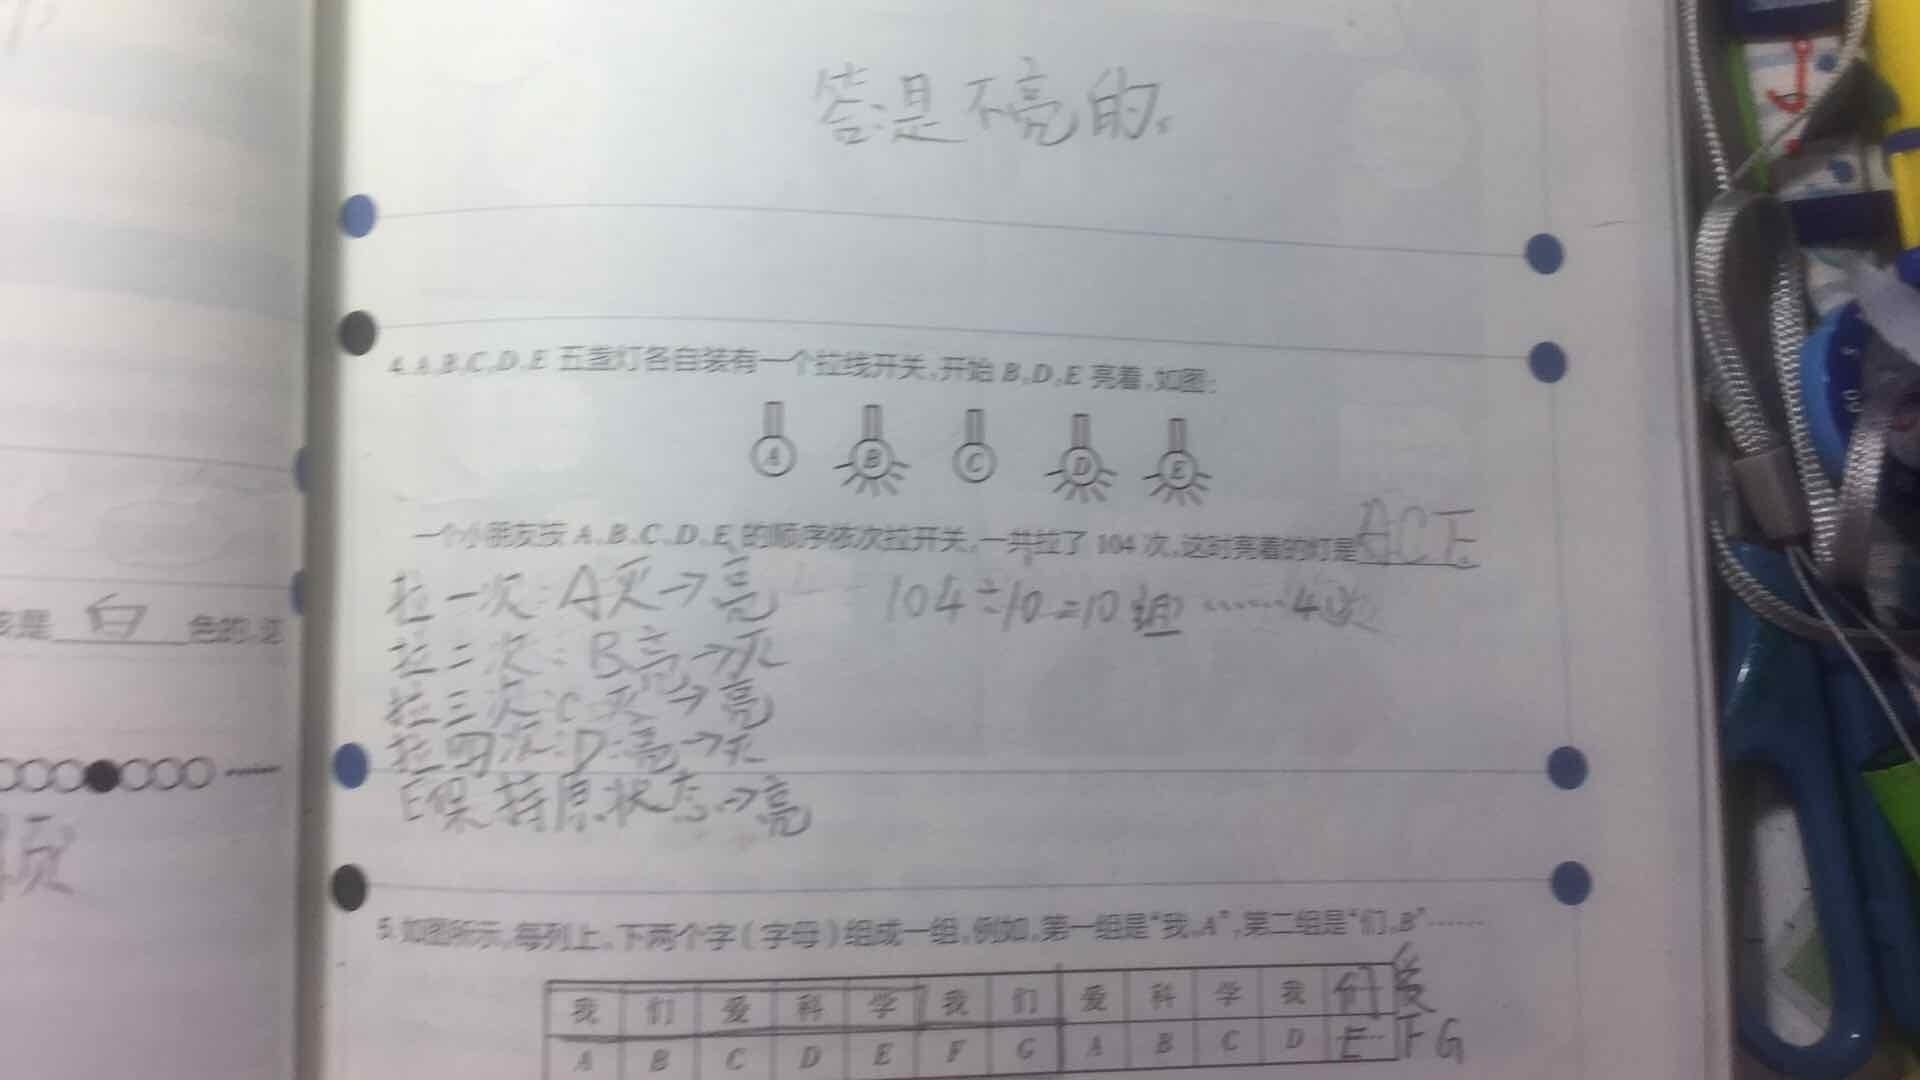 答:是不亮的。
4.A,B,C,D,E 五盏灯各自装有一个拉线开关,开始 B,D,E 亮着,如图:
A B C D E
一个小朋友按 A,B,C,D,E 的顺序依次拉开关,一共拉了 104 次,这时亮着的灯是 ACE
拉一次:A灭→亮 104÷10=10组……4次
拉二次:B亮→灭
拉三次:C灭→亮
拉四次:D:亮→灭
E保持原状态→亮
是 白 色的,还
5.如图所示,每列上、下两个字(字母)组成一组,例如,第一组是“我,A”,第二组是“们,B”……
我 们 爱 科 学 我 们 爱 科 学 我 们 爱
A B C D E F G A B C D E… F G